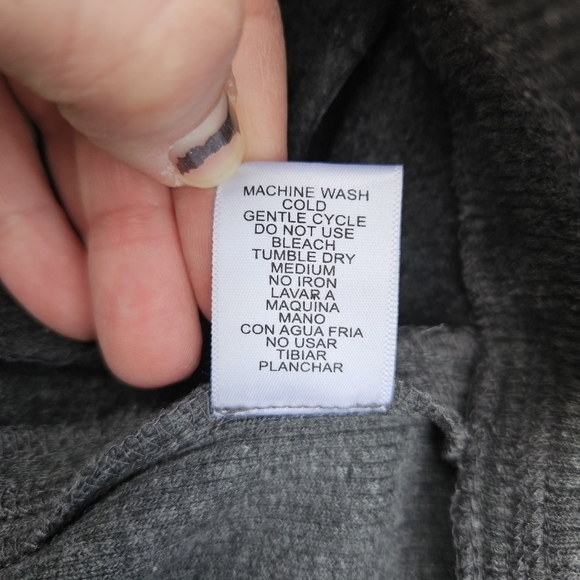 MACHINE WASH
COLD
GENTLE CYCLE
DO NOT USE
BLEACH
TUMBLE DRY
MEDIUM
NO IRON
LAVAR A
MAQUINA
MANO
CON AGUA FRIA
NO USAR
TIBIAR
PLANCHAR